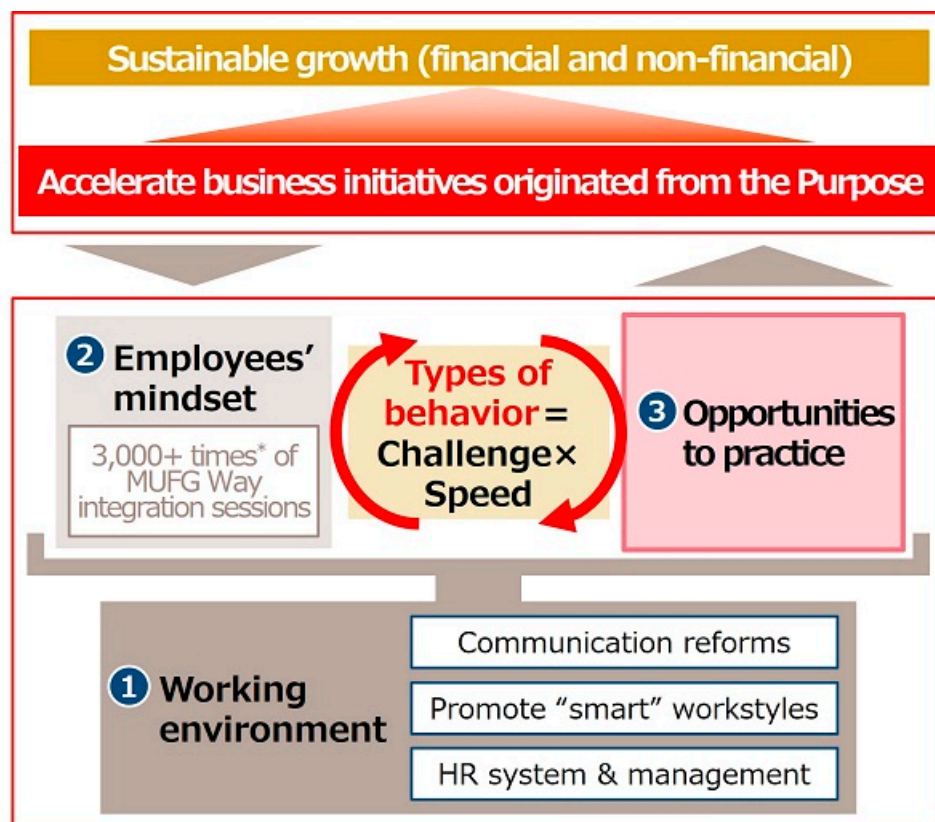 Sustainable growth (financial and non-financial)
Accelerate business initiatives originated from the Purpose
2 Employees’
mindset
3,000+ times* of
MUFG Way
integration sessions
Types of
behavior=
Challenge×
Speed
3 Opportunities
to practice
1 Working
environment
Communication reforms
Promote “smart” workstyles
HR system & management